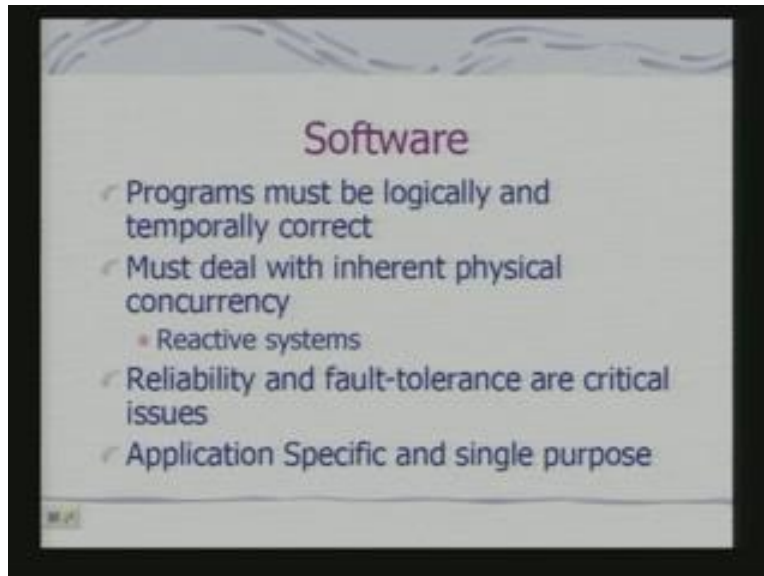 Software
Programs must be logically and
temporally correct
Must deal with inherent physical
concurrency
Reactive systems
Reliability and fault-tolerance are critical
issues
Application Specific and single purpose